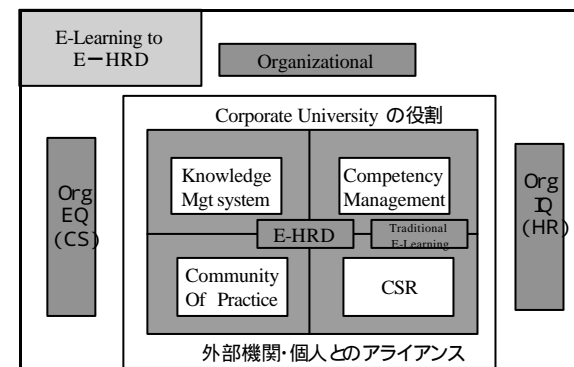 E-Learning to
EーHRD
Organizational
Corporate University の役割
Org
EQ
(CS)
Knowledge
Mgt system
Competency
Management
Org
IQ
(HR)
E-HRD
Traditional
E-Learning
Community
Of Practice
CSR
外部機関・個人とのアライアンス